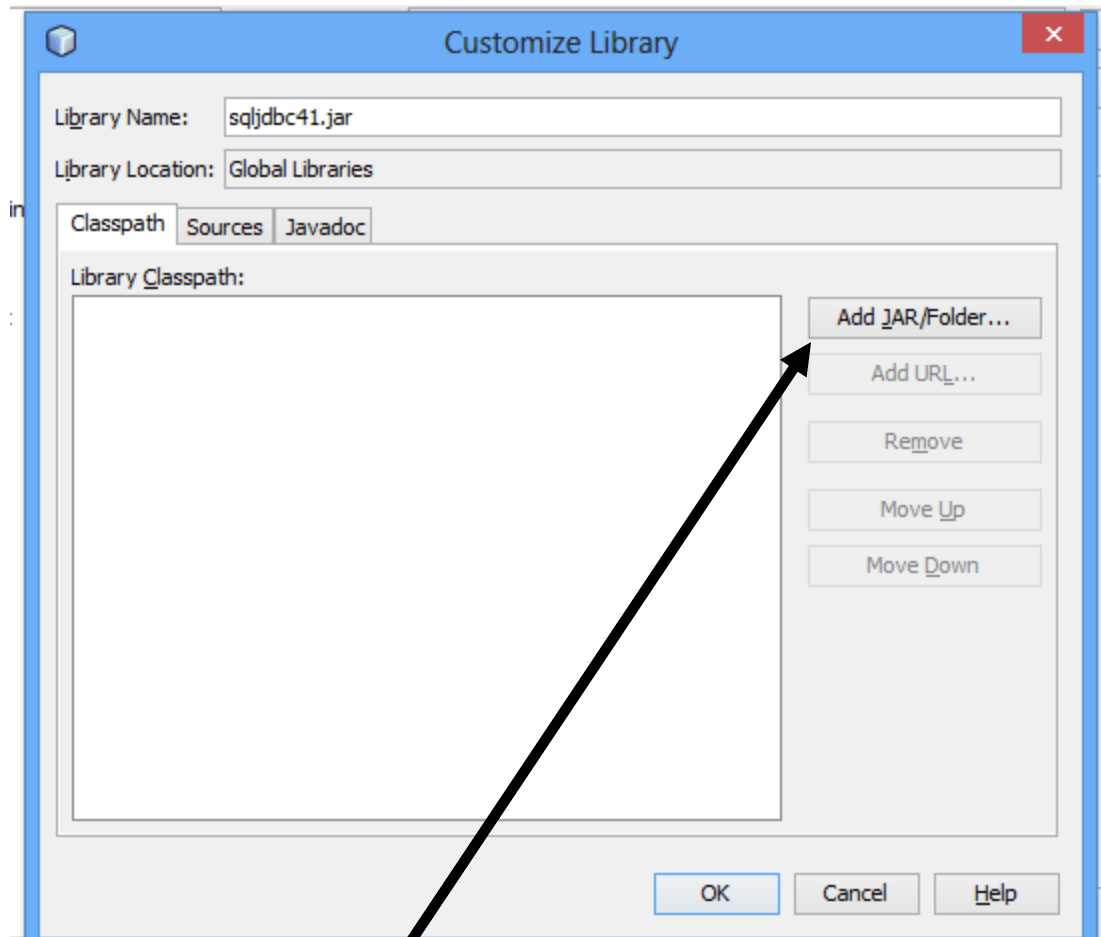 Customize Library
Library Name: sqljdbc41.jar
Library Location: Global Libraries
in
Classpath Sources Javadoc
Library Classpath:
Add JAR/Folder...
Add URL...
Remove
Move Up
Move Down
OK Cancel Help